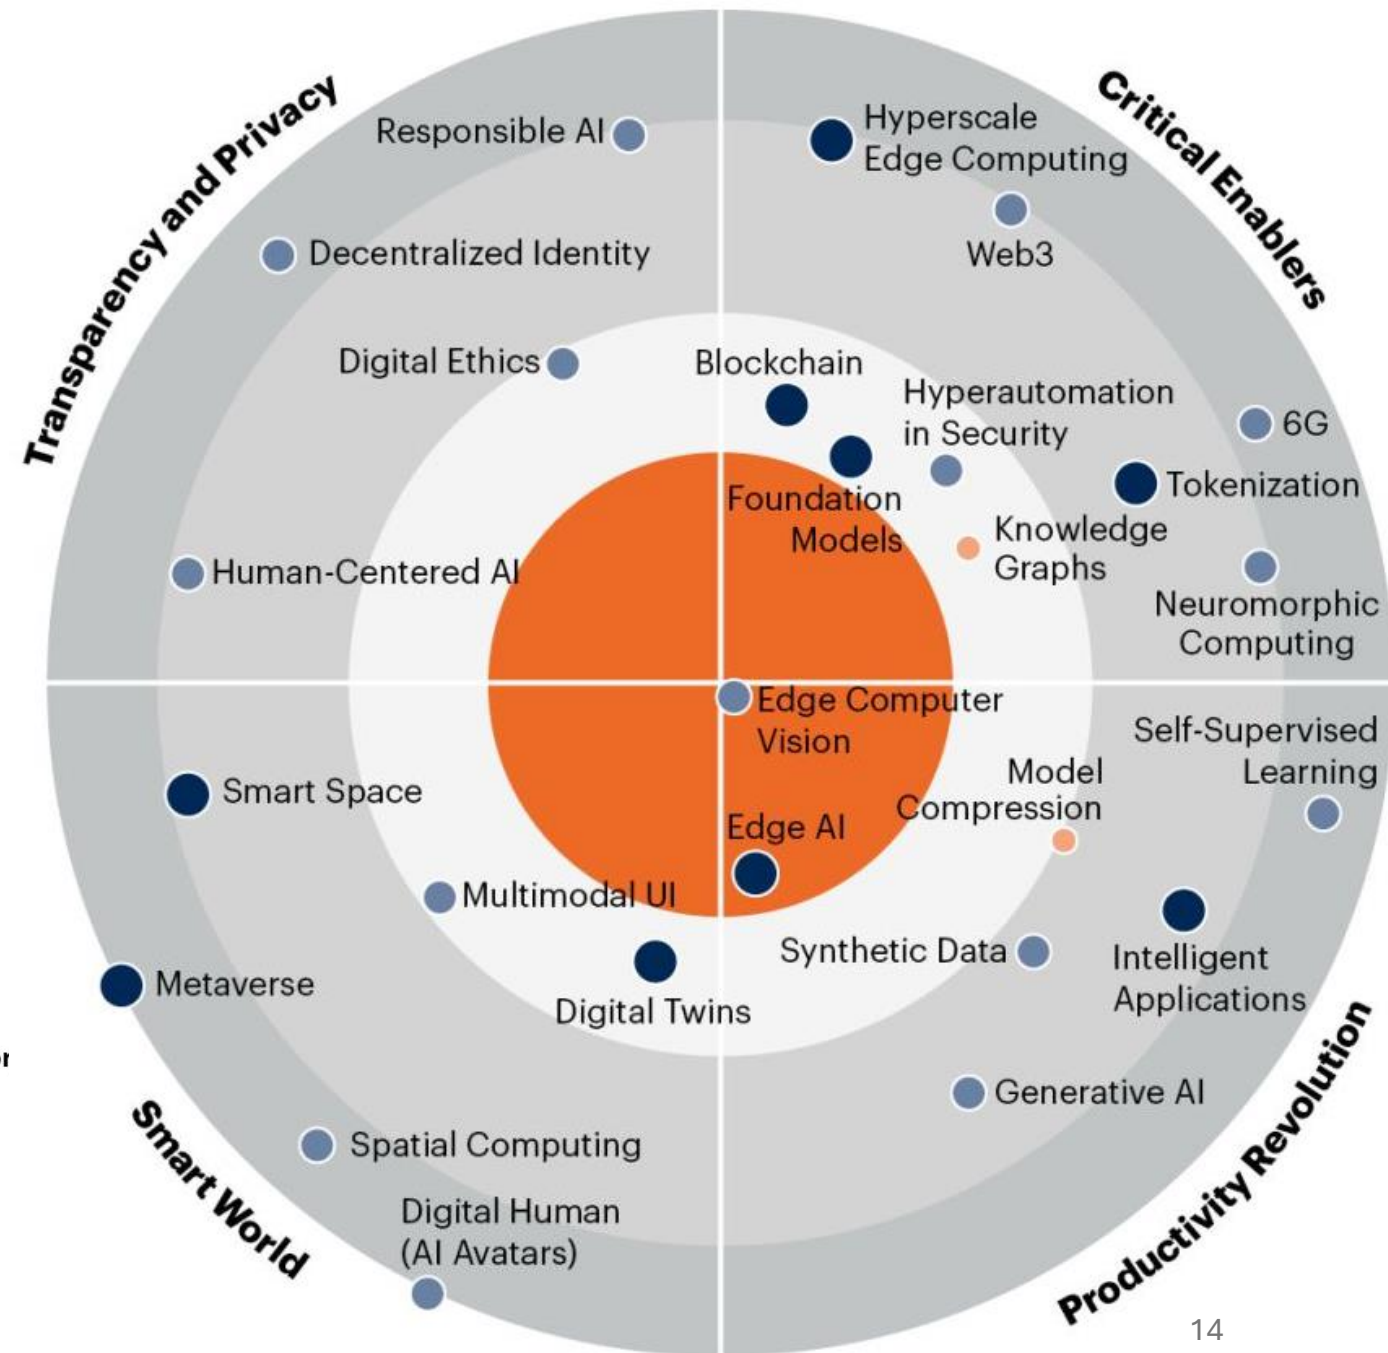 Transparency and Privacy
Critical Enablers
Responsible AI
Hyperscale
Edge Computing
Web3
Decentralized Identity
Digital Ethics
Blockchain
Hyperautomation
in Security
6G
Tokenization
Foundation
Models
Knowledge
Graphs
Human-Centered AI
Neuromorphic
Computing
Edge Computer
Vision
Self-Supervised
Learning
Smart Space
Model
Compression
Edge AI
Multimodal UI
Synthetic Data
Intelligent
Applications
Metaverse
Digital Twins
Generative AI
Spatial Computing
Digital Human
(AI Avatars)
Smart World
Productivity Revolution
14